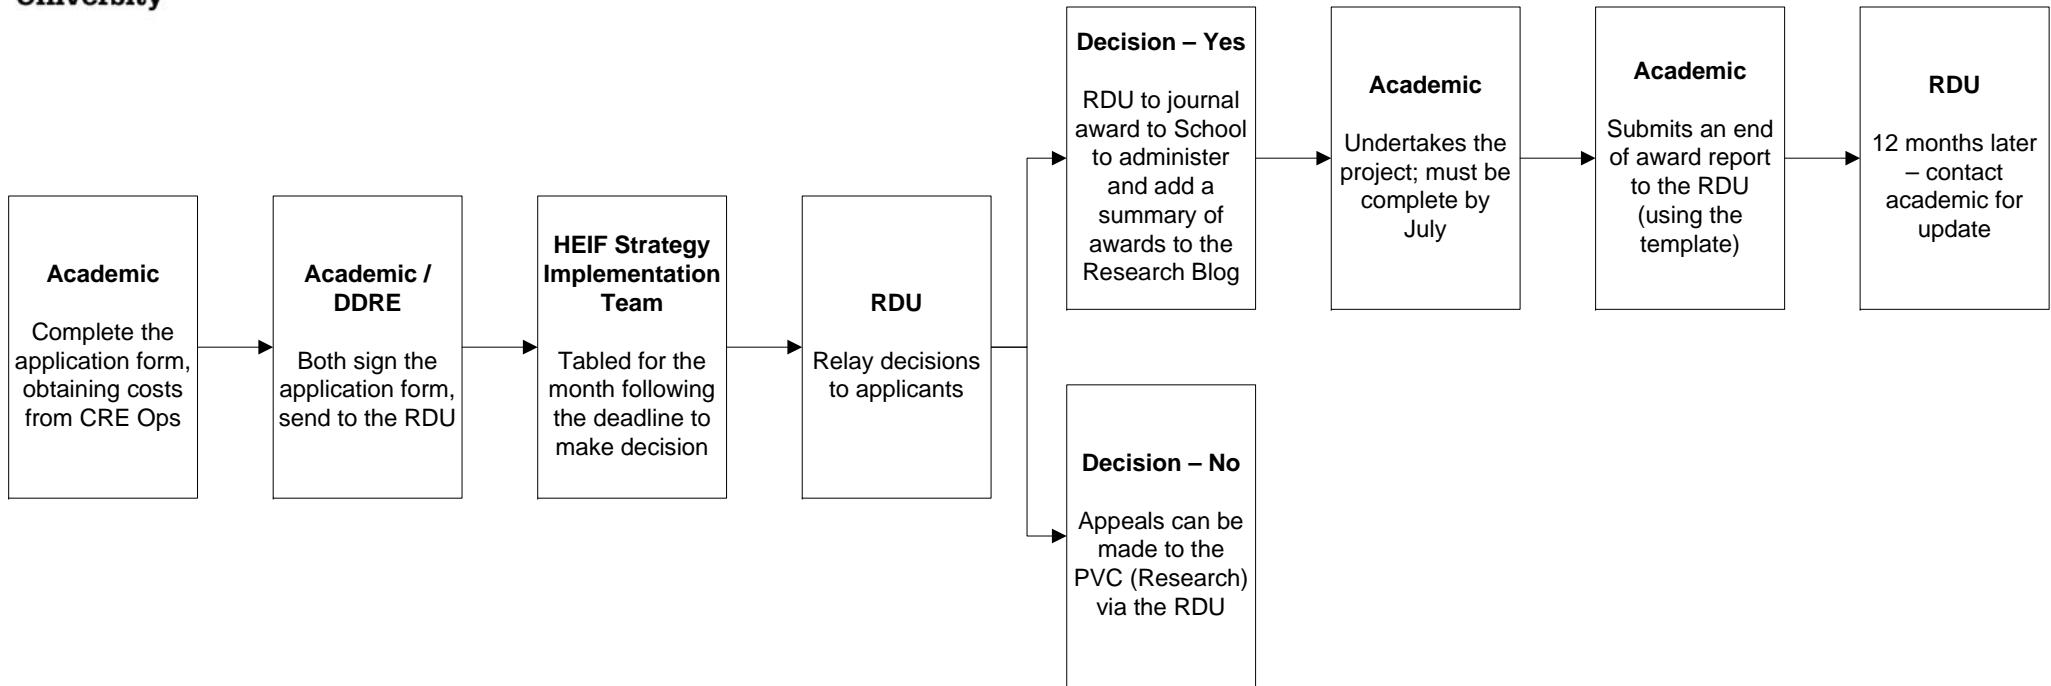 University
Academic
Complete the
application form,
obtaining costs
from CRE Ops
Academic /
DDRE
Both sign the
application form,
send to the RDU
HEIF Strategy
Implementation
Team
Tabled for the
month following
the deadline to
make decision
RDU
Relay decisions
to applicants
Decision – Yes
RDU to journal
award to School
to administer
and add a
summary of
awards to the
Research Blog
Academic
Undertakes the
project; must be
complete by
July
Academic
Submits an end
of award report
to the RDU
(using the
template)
RDU
12 months later
– contact
academic for
update
Decision – No
Appeals can be
made to the
PVC (Research)
via the RDU